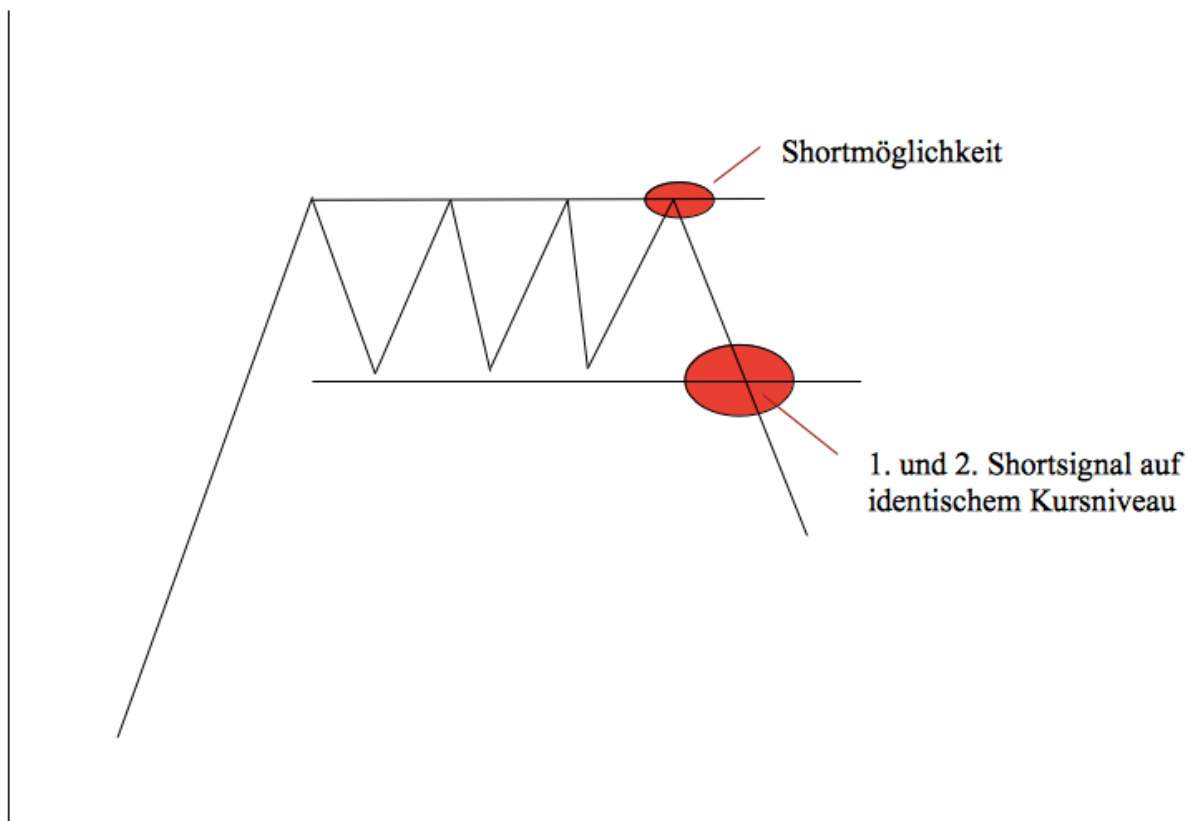 Shortmöglichkeit
1. und 2. Shortsignal auf
identischem Kursniveau